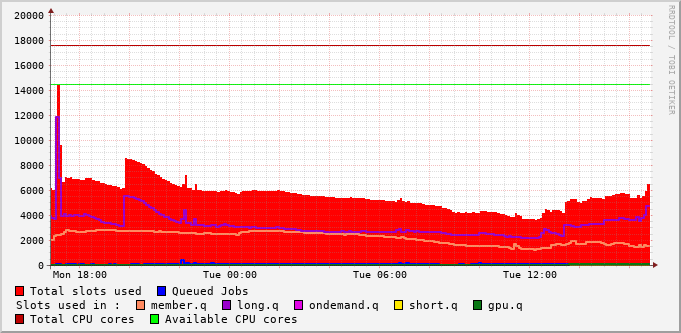 20000
18000
16000
14000
12000
10000
8000
6000
4000
2000
0
Mon 18:00 Tue 00:00 Tue 06:00 Tue 12:00
RRDTOOL / TOBI OETIKER
Total slots used Queued Jobs
Slots used in : member.q long.q ondemand.q short.q gpu.q
Total CPU cores Available CPU cores